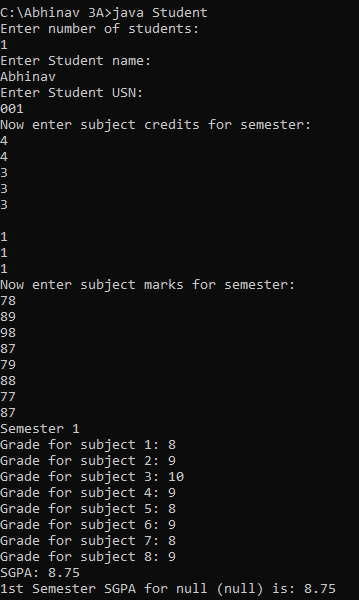 C:\Abhinav 3A>java Student
Enter number of students:
1
Enter Student name:
Abhinav
Enter Student USN:
001
Now enter subject credits for semester:
4
4
3
3
3
1
1
1
Now enter subject marks for semester:
78
89
98
87
79
88
77
87
Semester 1
Grade for subject 1: 8
Grade for subject 2: 9
Grade for subject 3: 10
Grade for subject 4: 9
Grade for subject 5: 8
Grade for subject 6: 9
Grade for subject 7: 8
Grade for subject 8: 9
SGPA: 8.75
1st Semester SGPA for null (null) is: 8.75